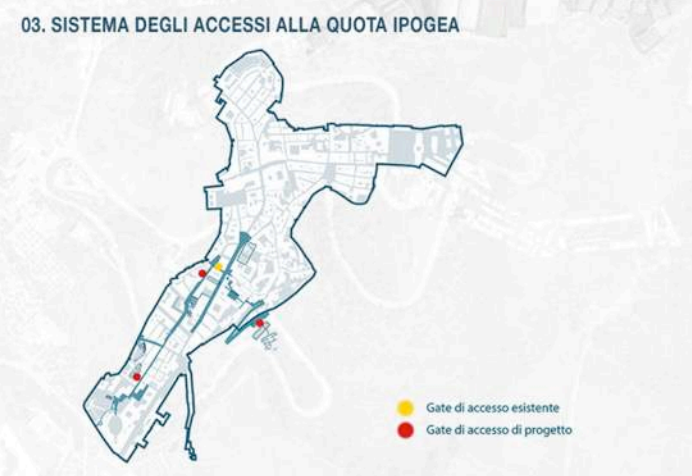 03. SISTEMA DEGLI ACCESSI ALLA QUOTA IPOGEA
Gate di accesso esistente
Gate di accesso di progetto